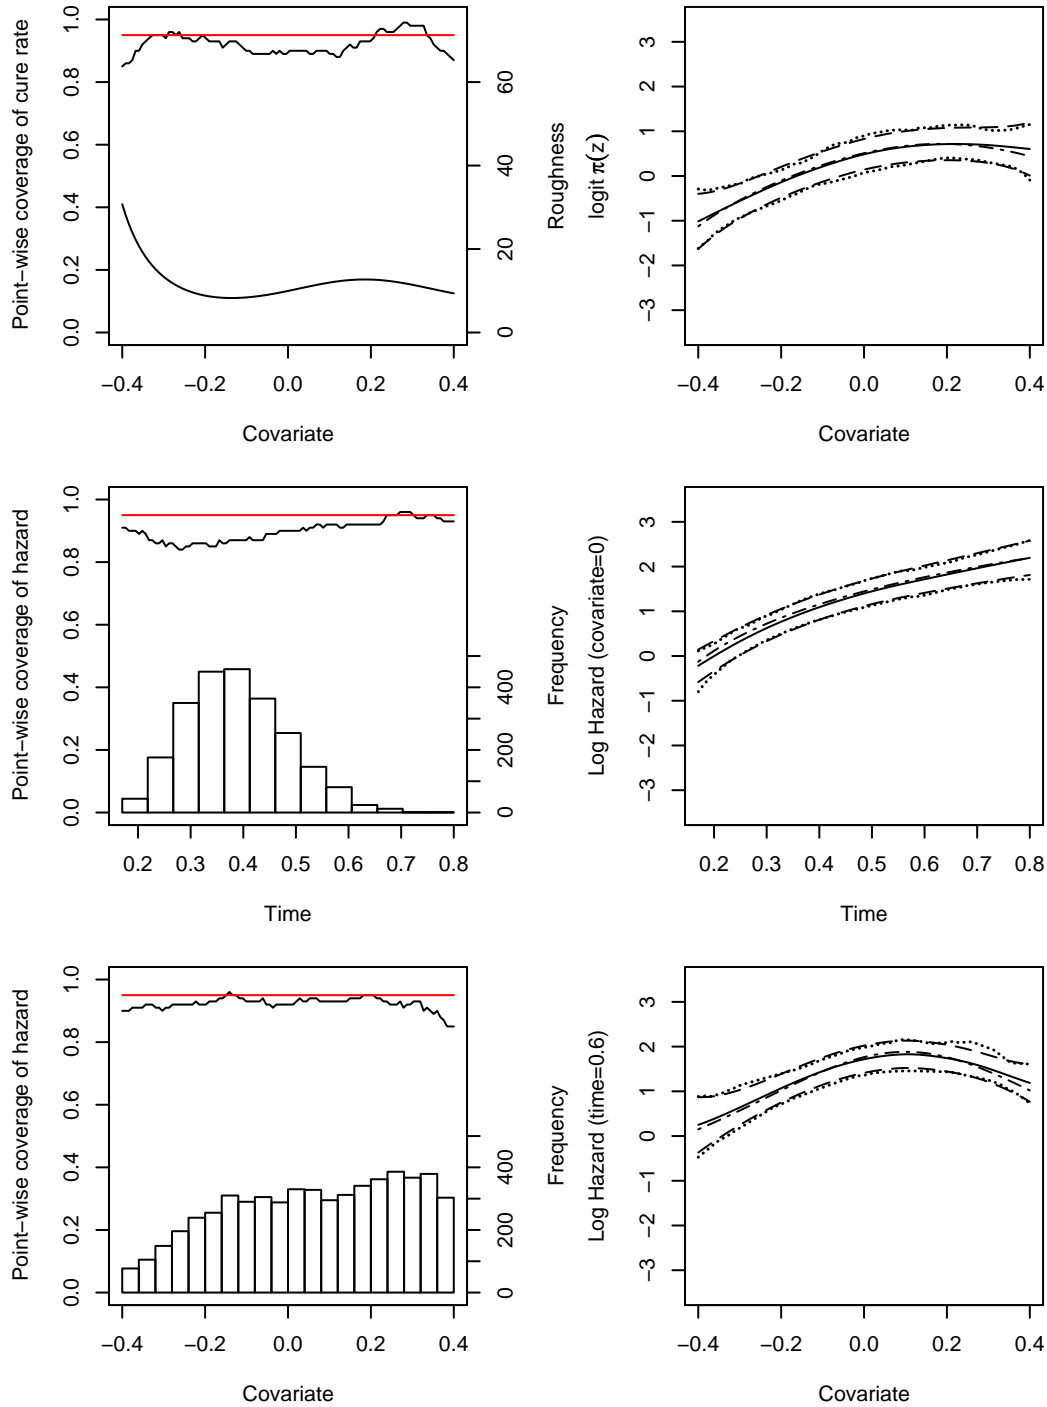 Point−wise coverage of cure rate
0.0 0.2 0.4 0.6 0.8 1.0
0 20 40 60
Roughness
−0.4 −0.2 0.0 0.2 0.4
Covariate
logit π(z)
−3 −2 −1 0 1 2 3
−0.4 −0.2 0.0 0.2 0.4
Covariate
Point−wise coverage of hazard
0.0 0.2 0.4 0.6 0.8 1.0
0 200 400
Frequency
0.2 0.3 0.4 0.5 0.6 0.7 0.8
Time
Log Hazard (covariate=0)
−3 −2 −1 0 1 2 3
0.2 0.3 0.4 0.5 0.6 0.7 0.8
Time
Point−wise coverage of hazard
0.0 0.2 0.4 0.6 0.8 1.0
0 200 400
Frequency
−0.4 −0.2 0.0 0.2 0.4
Covariate
Log Hazard (time=0.6)
−3 −2 −1 0 1 2 3
−0.4 −0.2 0.0 0.2 0.4
Covariate